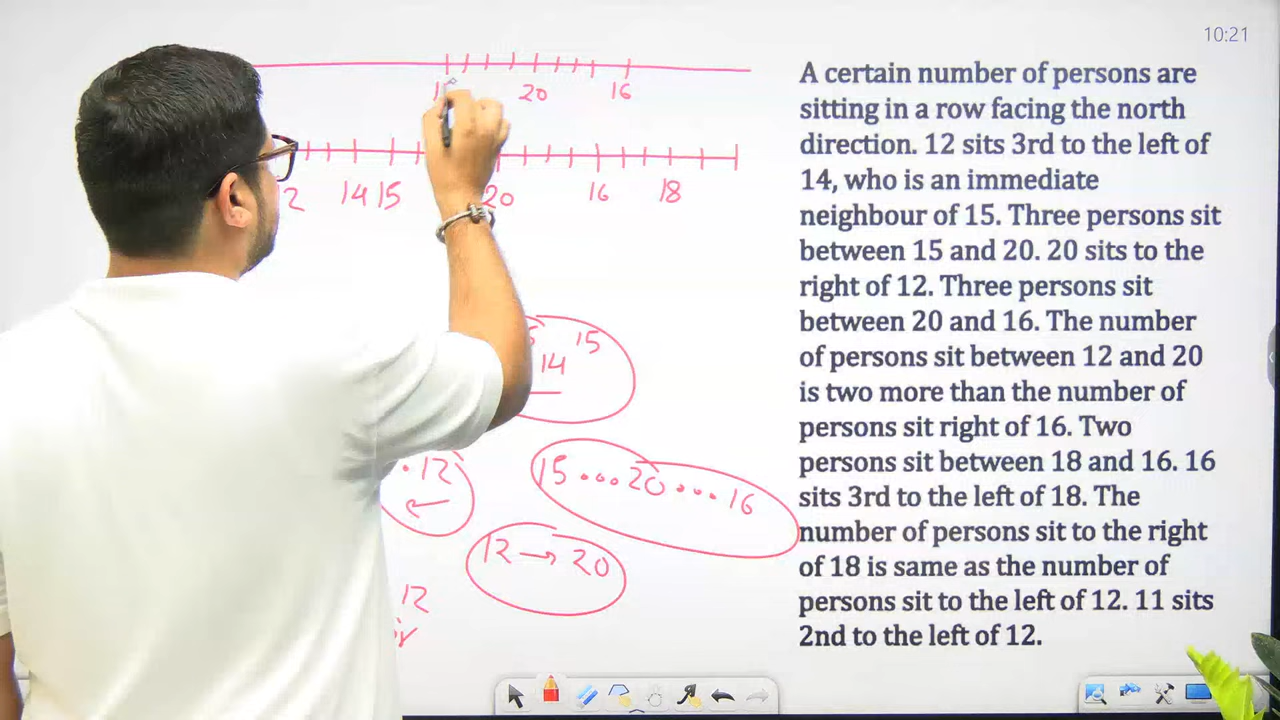 10:21
20 16
14 15 20 16 18
15
14
12
15 ... 20 ... 16
12 → 20
12
A certain number of persons are
sitting in a row facing the north
direction. 12 sits 3rd to the left of
14, who is an immediate
neighbour of 15. Three persons sit
between 15 and 20. 20 sits to the
right of 12. Three persons sit
between 20 and 16. The number
of persons sit between 12 and 20
is two more than the number of
persons sit right of 16. Two
persons sit between 18 and 16. 16
sits 3rd to the left of 18. The
number of persons sit to the right
of 18 is same as the number of
persons sit to the left of 12. 11 sits
2nd to the left of 12.